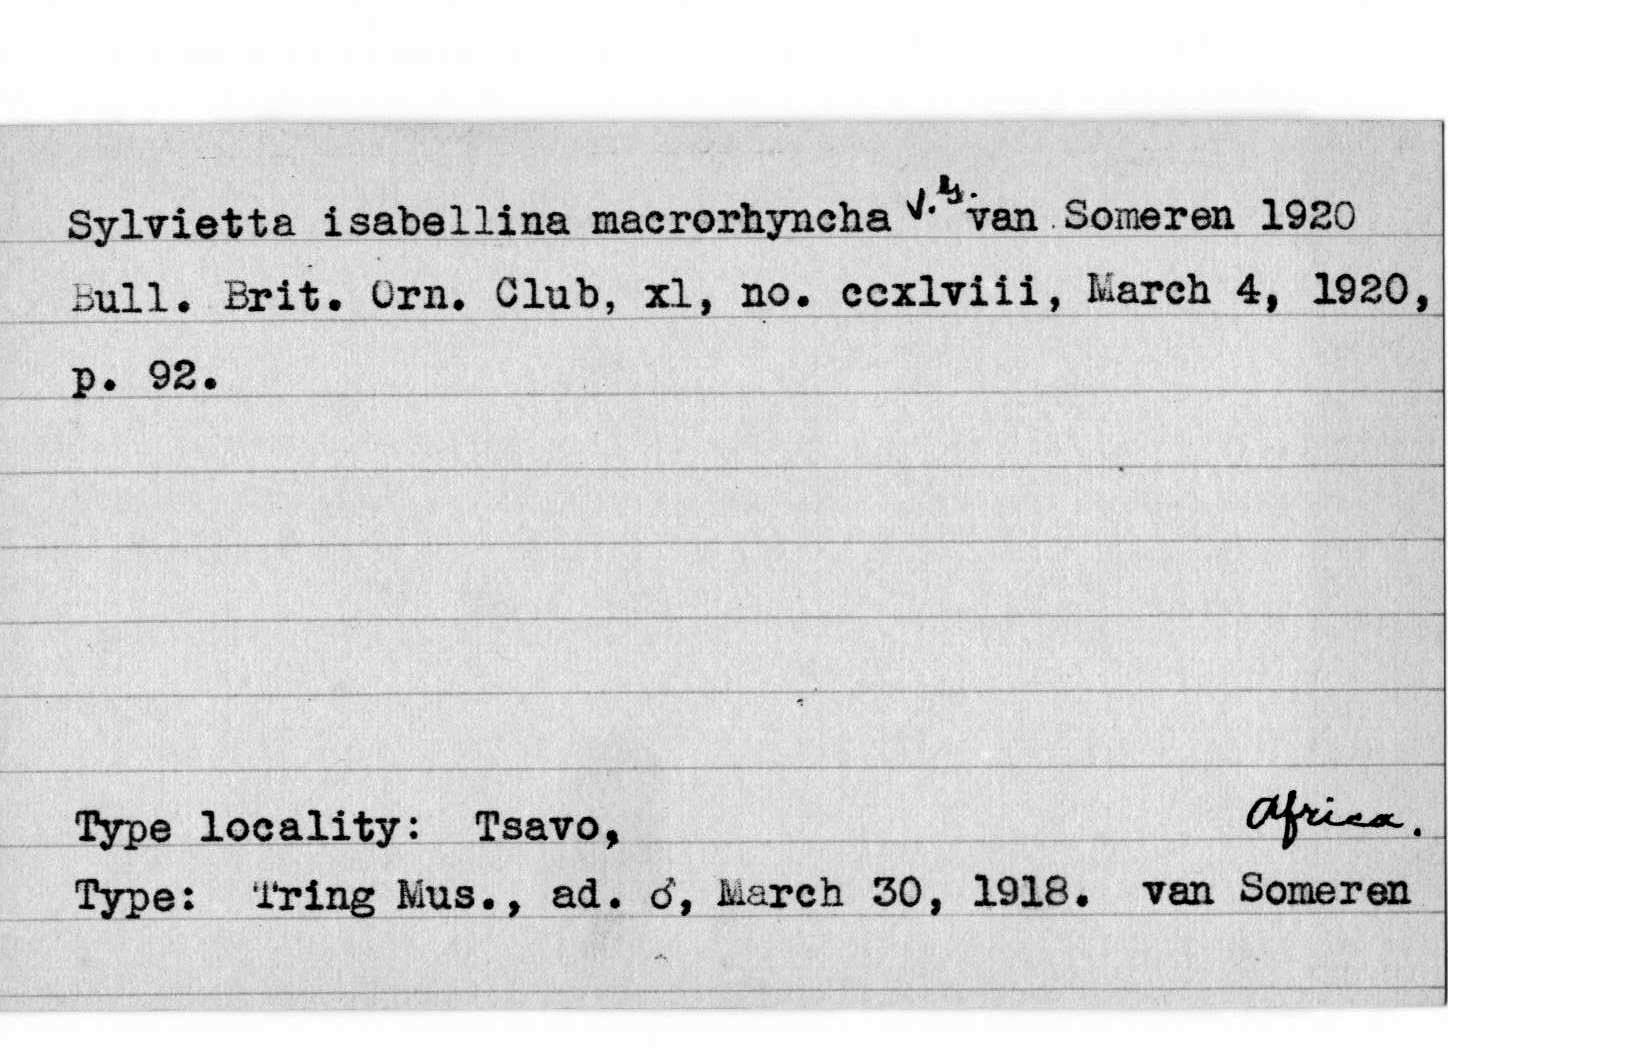 Sylvietta isabellina macrorhyncha V. van Someren 1920
Bull. Brit. Orn. Club, xl, no. ccxlviii, March 4, 1920,
p. 92.
Type locality: Tsavo, Africa.
Type: Tring Mus., ad. ♂, March 30, 1918. van Someren